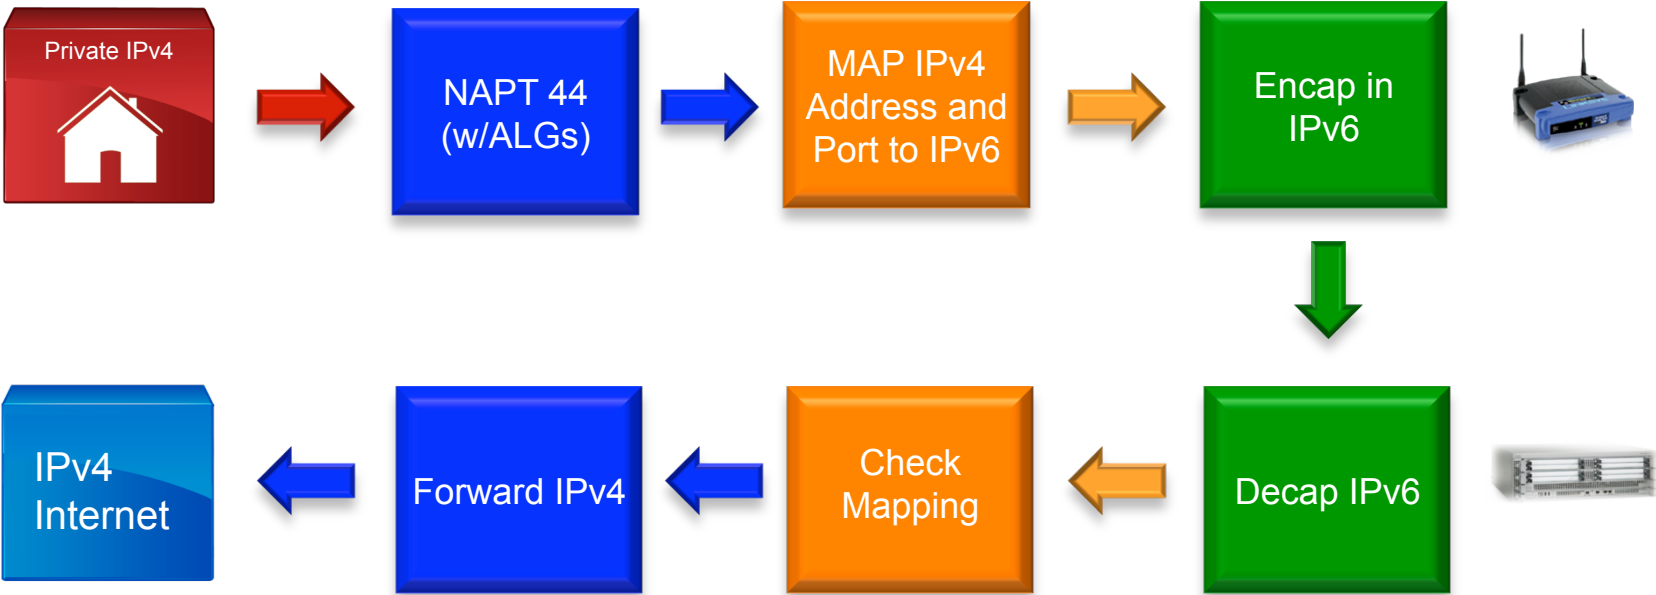 Private IPv4
NAPT 44
(w/ALGs)
MAP IPv4
Address and
Port to IPv6
Encap in
IPv6
IPv4
Internet
Forward IPv4
Check
Mapping
Decap IPv6